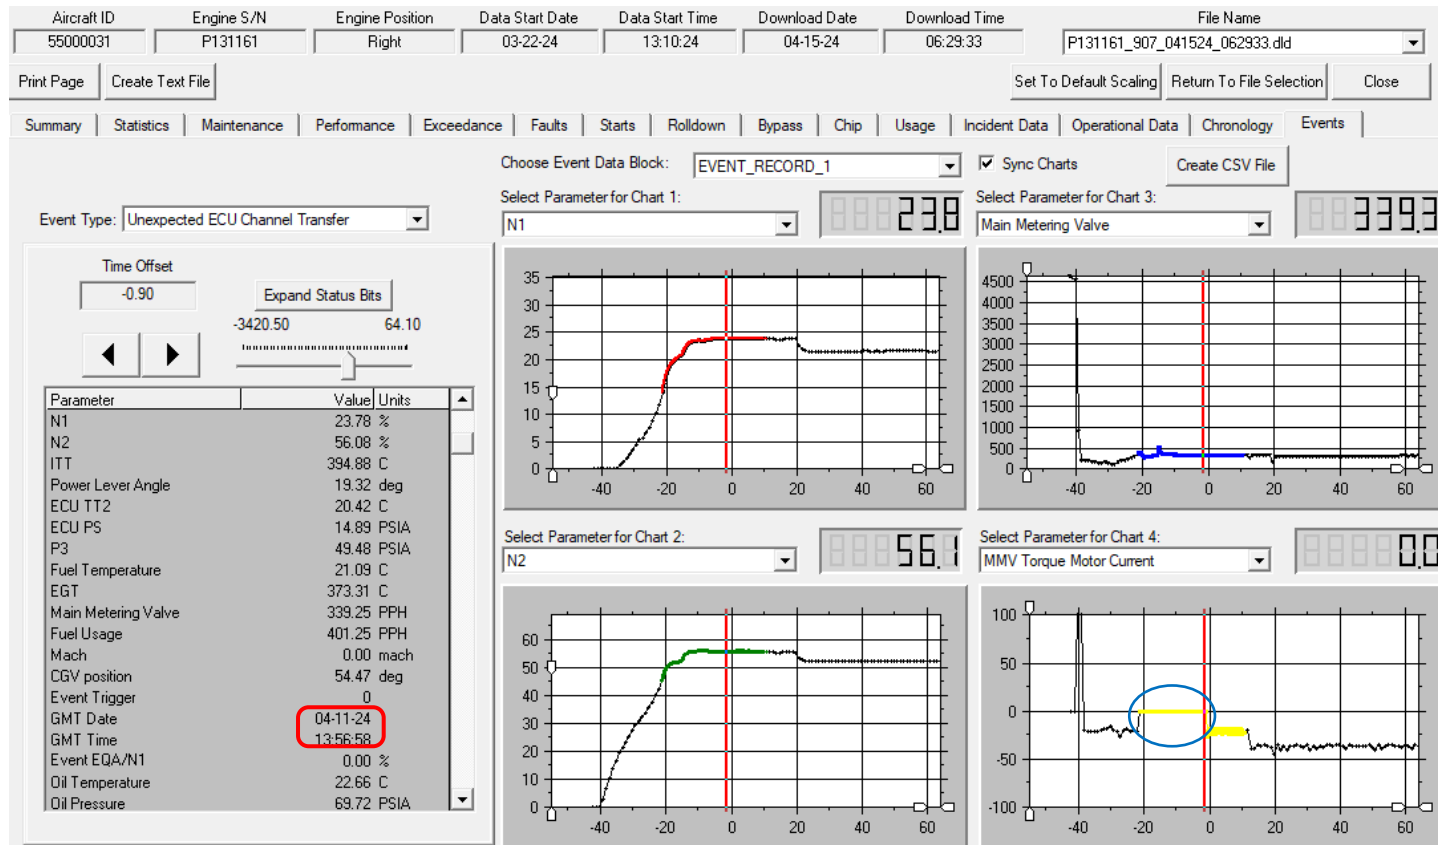 Aircraft ID Engine S/N Engine Position Data Start Date Data Start Time Download Date Download Time File Name
55000031 P131161 Right 03-22-24 13:10:24 04-15-24 06:29:33 P131161_907_041524_062933.dld
Print Page Create Text File Set To Default Scaling Return To File Selection Close
Summary Statistics Maintenance Performance Exceedance Faults Starts Rolldown Bypass Chip Usage Incident Data Operational Data Chronology Events
Choose Event Data Block: EVENT_RECORD_1 Sync Charts Create CSV File
Event Type: Unexpected ECU Channel Transfer
Time Offset
-0.90
Expand Status Bits
-3420.50 64.10
Parameter Value Units
N1 23.78 %
N2 56.08 %
ITT 394.88 C
Power Lever Angle 19.32 deg
ECU TT2 20.42 C
ECU PS 14.89 PSIA
P3 49.48 PSIA
Fuel Temperature 21.09 C
EGT 373.31 C
Main Metering Valve 339.25 PPH
Fuel Usage 401.25 PPH
Mach 0.00 mach
CGV position 54.47 deg
Event Trigger 0
GMT Date 04-11-24
GMT Time 13:56:58
Event EQA/N1 0.00 %
Oil Temperature 22.66 C
Oil Pressure 69.72 PSIA
Select Parameter for Chart 1:
N1
23.8
35
30
25
20
15
10
5
0
-40 -20 0 20 40 60
Select Parameter for Chart 3:
Main Metering Valve
339.3
4500
4000
3500
3000
2500
2000
1500
1000
500
0
-40 -20 0 20 40 60
Select Parameter for Chart 2:
N2
56.1
60
50
40
30
20
10
0
-40 -20 0 20 40 60
Select Parameter for Chart 4:
MMV Torque Motor Current
0.0
100
50
0
-50
-100
-40 -20 0 20 40 60